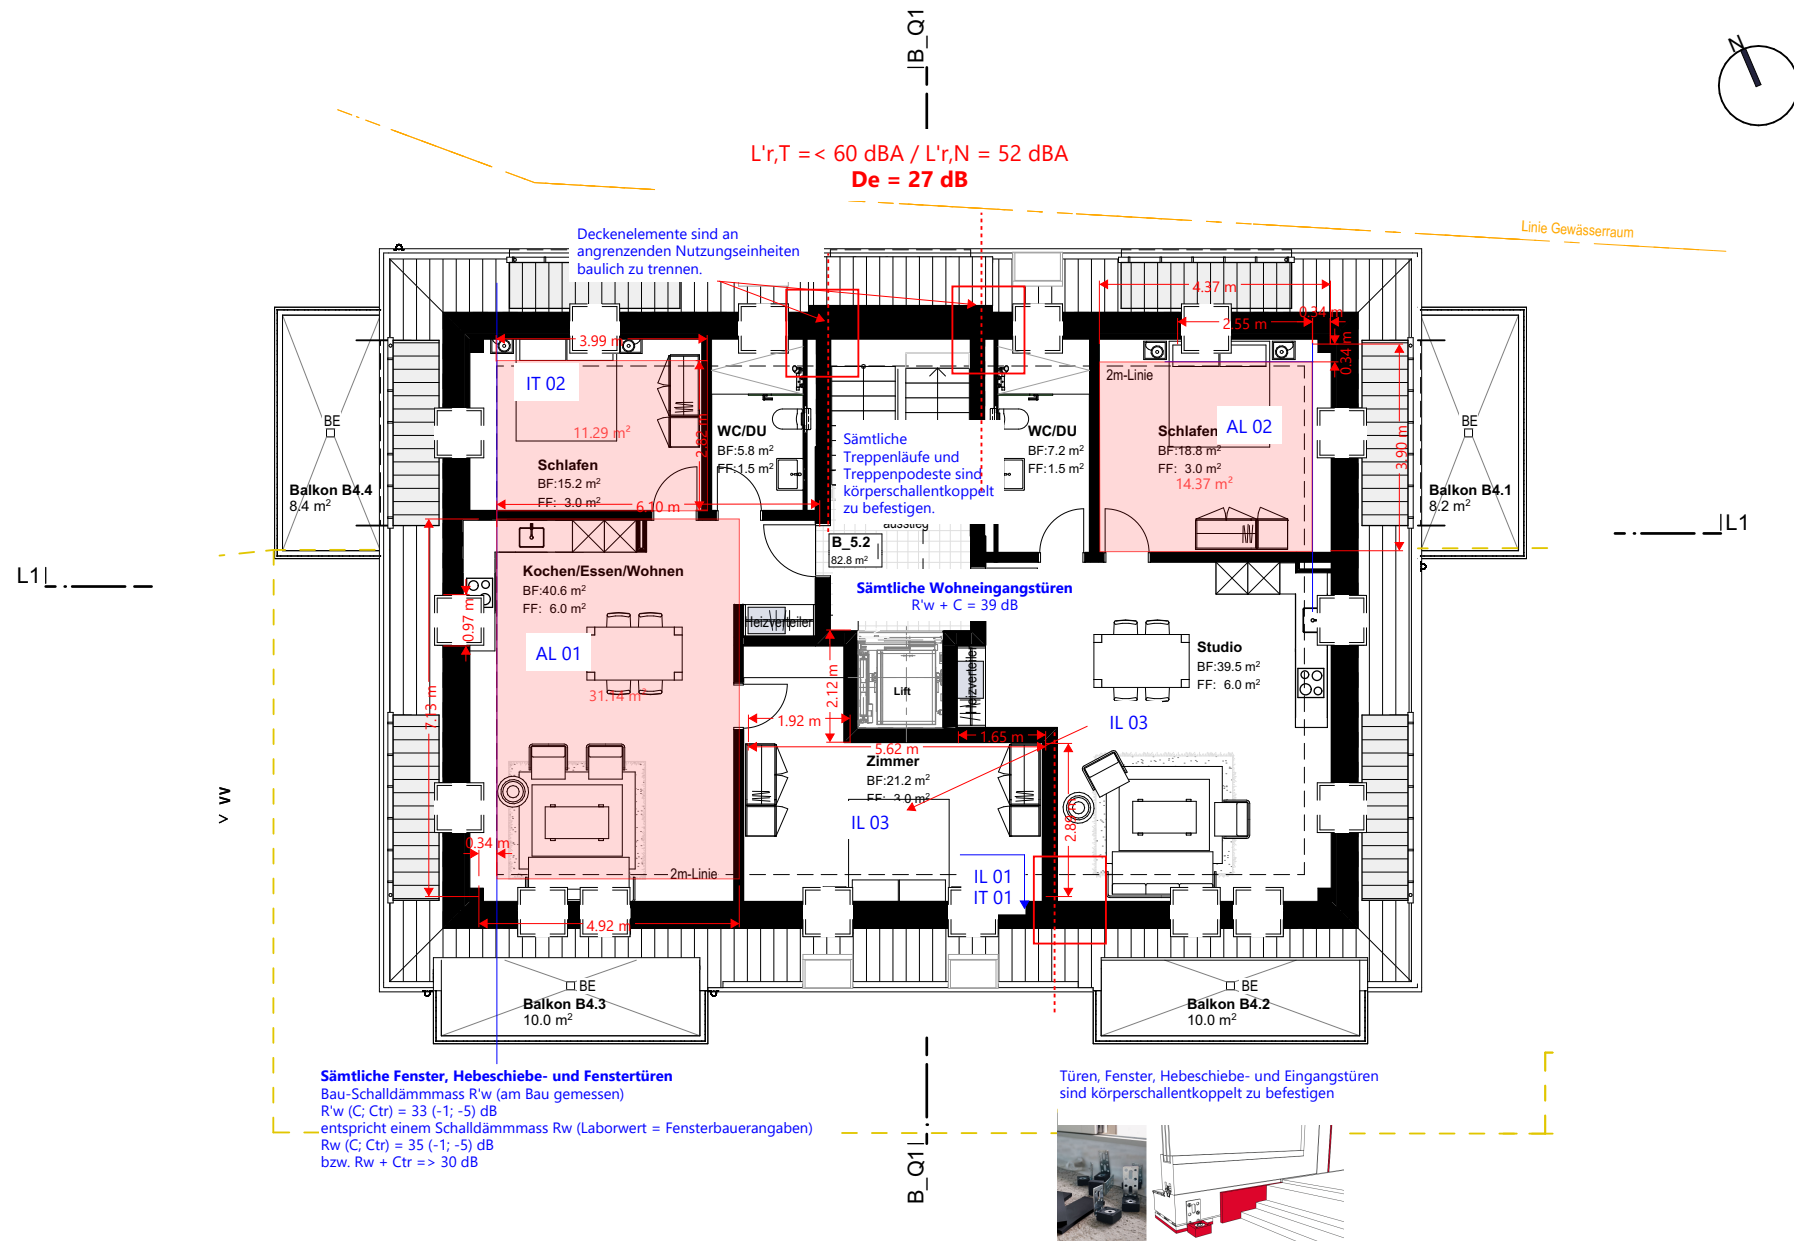 B_Q1
N
L'r,T =< 60 dBA / L'r,N = 52 dBA
De = 27 dB
Linie Gewässerraum
Deckenelemente sind an
angrenzenden Nutzungseinheiten
baulich zu trennen.
4.37 m
0.34 m
2.55 m
0.34 m
3.99 m
IT 02
11.29 m²
2.82 m
Schlafen
BF:15.2 m²
FF: 3.0 m²
6.10 m
WC/DU
BF:5.8 m²
FF:1.5 m²
Sämtliche
Treppenläufe und
Treppenpodeste sind
körperschallentkoppelt
zu befestigen.
ausstieg
WC/DU
BF:7.2 m²
FF:1.5 m²
2m-Linie
Schlafen
AL 02
BF:18.8 m²
FF: 3.0 m²
14.37 m²
3.90 m
BE
Balkon B4.4
8.4 m²
BE
Balkon B4.1
8.2 m²
L1
L1
B_5.2
82.8 m²
Kochen/Essen/Wohnen
BF:40.6 m²
FF: 6.0 m²
Sämtliche Wohneingangstüren
R'w + C = 39 dB
0.97 m
Heizverteiler
AL 01
31.14 m²
7.13 m
2.12 m
Lift
Heizverteiler
Studio
BF:39.5 m²
FF: 6.0 m²
1.92 m
IL 03
1.65 m
5.62 m
Zimmer
BF:21.2 m²
FF: 3.0 m²
IL 03
2.89 m
0.34 m
2m-Linie
IL 01
IT 01
4.92 m
< W
BE
Balkon B4.3
10.0 m²
BE
Balkon B4.2
10.0 m²
Sämtliche Fenster, Hebeschiebe- und Fenstertüren
Bau-Schalldämmmass R'w (am Bau gemessen)
R'w (C; Ctr) = 33 (-1; -5) dB
entspricht einem Schalldämmmass Rw (Laborwert = Fensterbauerangaben)
Rw (C; Ctr) = 35 (-1; -5) dB
bzw. Rw + Ctr => 30 dB
Türen, Fenster, Hebeschiebe- und Eingangstüren
sind körperschallentkoppelt zu befestigen
B_Q1